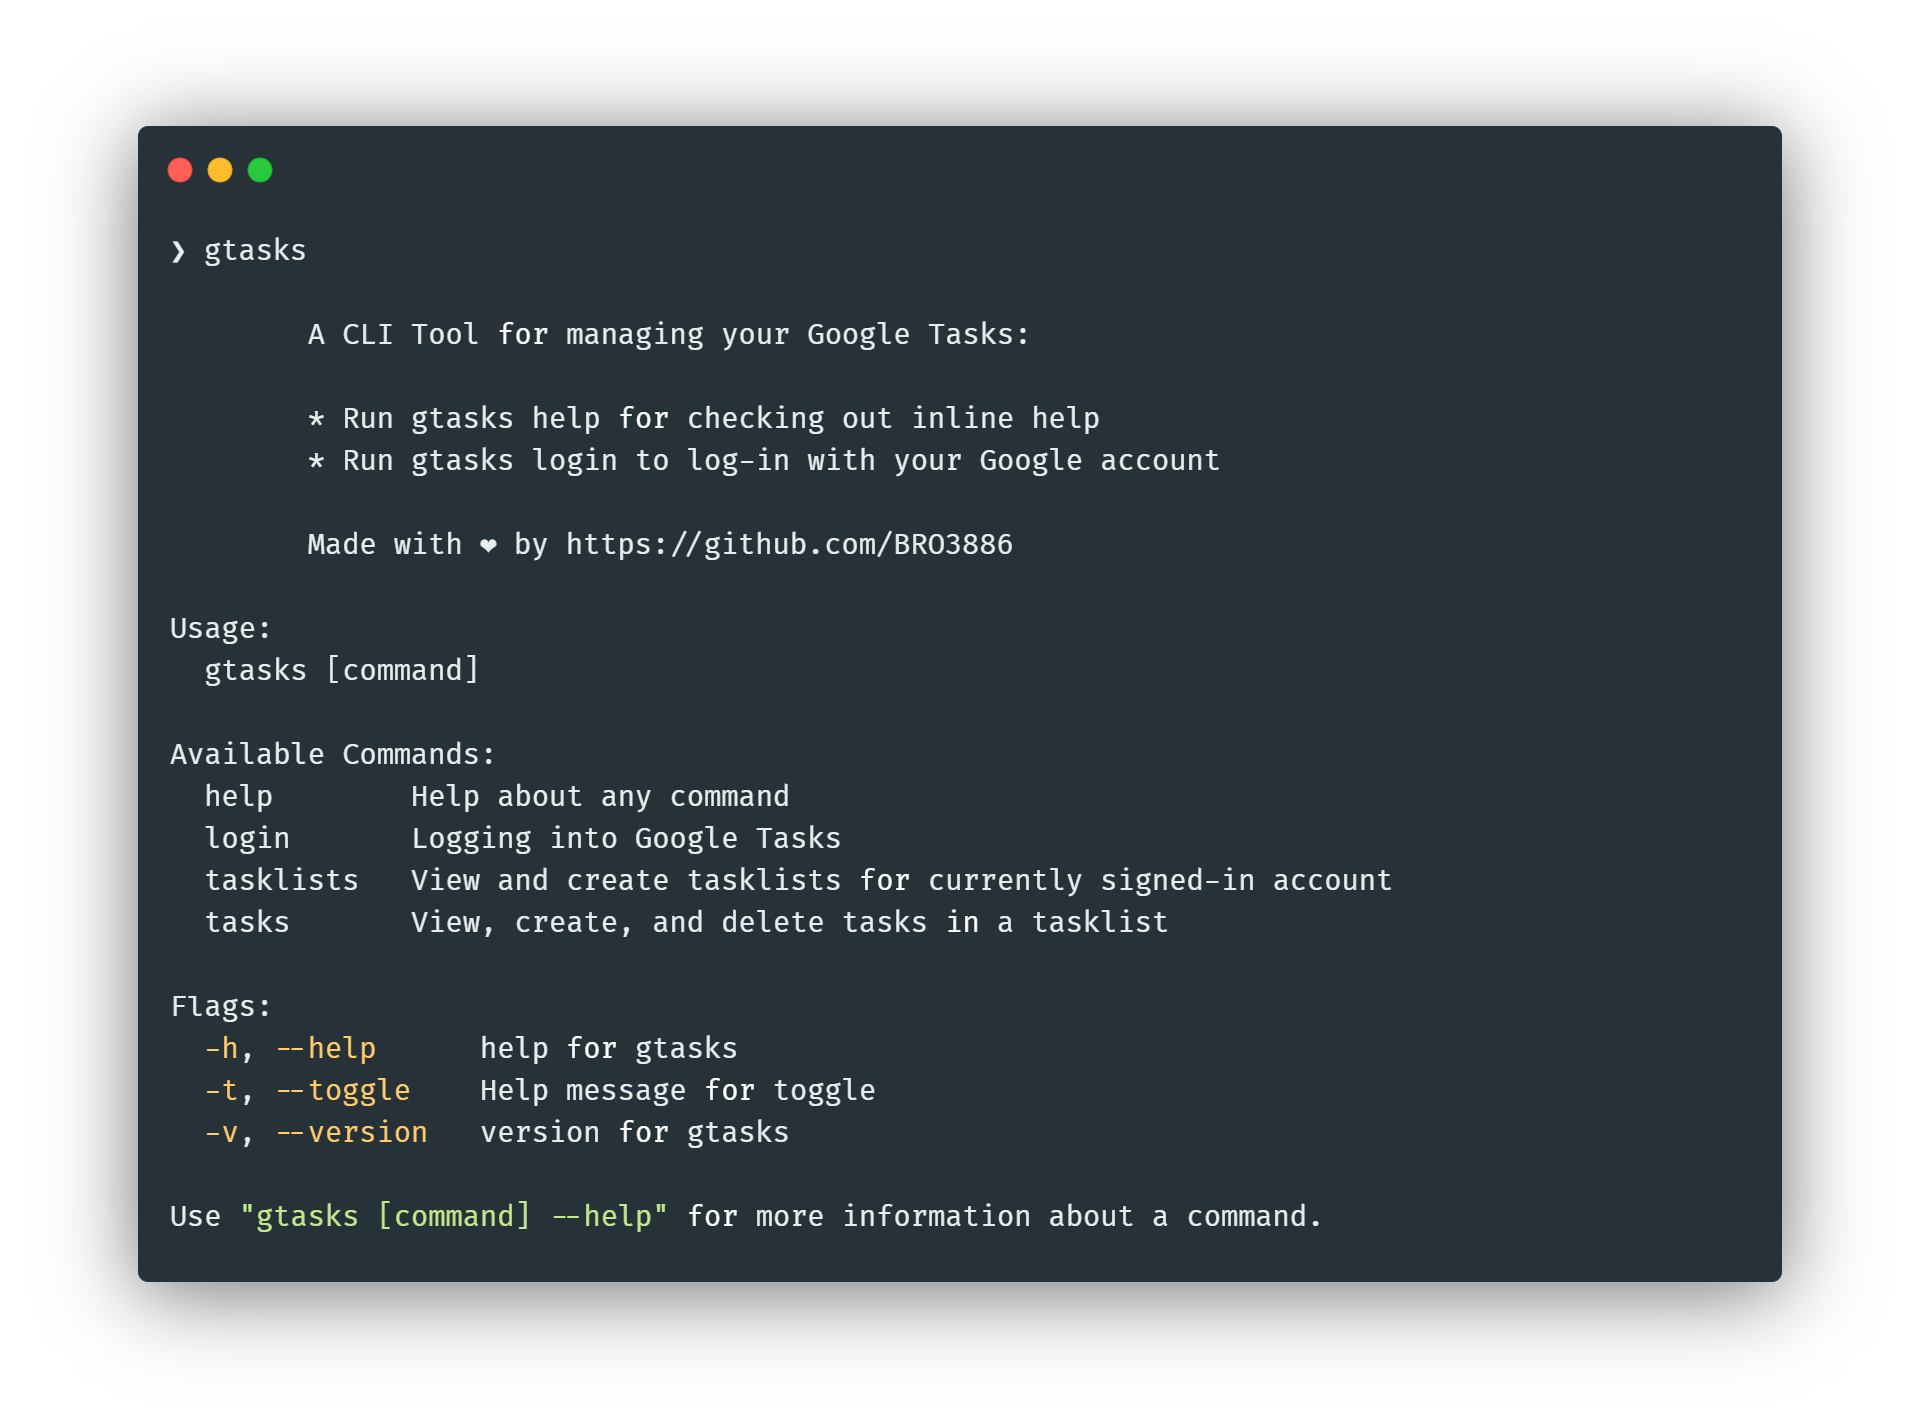 ❯ gtasks
A CLI Tool for managing your Google Tasks:
* Run gtasks help for checking out inline help
* Run gtasks login to log-in with your Google account
Made with ❤ by https://github.com/BRO3886
Usage:
gtasks [command]
Available Commands:
help        Help about any command
login       Logging into Google Tasks
tasklists   View and create tasklists for currently signed-in account
tasks       View, create, and delete tasks in a tasklist
Flags:
-h, --help      help for gtasks
-t, --toggle    Help message for toggle
-v, --version   version for gtasks
Use "gtasks [command] --help" for more information about a command.